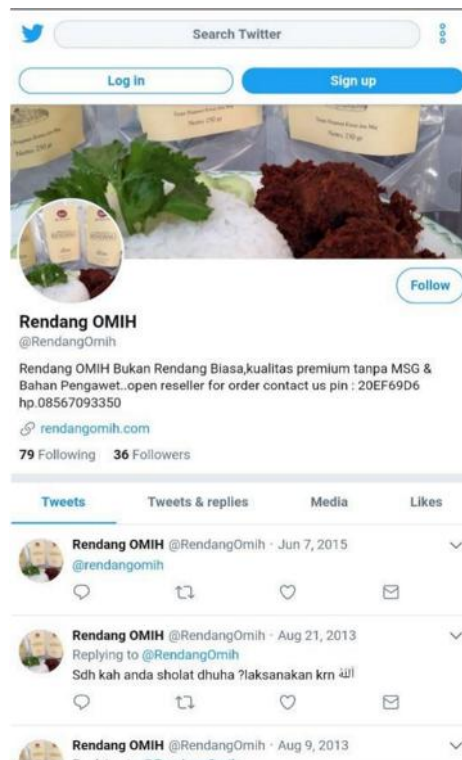 Search Twitter
Log in
Sign up
Netto. 250 gr
Rendang OMIH
@RendangOmih
Follow
Rendang OMIH Bukan Rendang Biasa,kualitas premium tanpa MSG &
Bahan Pengawet..open reseller for order contact us pin : 20EF69D6
hp.08567093350
rendangomih.com
79 Following 36 Followers
Tweets Tweets & replies Media Likes
Rendang OMIH @RendangOmih · Jun 7, 2015
@rendangomih
Rendang OMIH @RendangOmih · Aug 21, 2013
Replying to @RendangOmih
Sdh kah anda sholat dhuha ?laksanakan krn الله
Rendang OMIH @RendangOmih · Aug 9, 2013